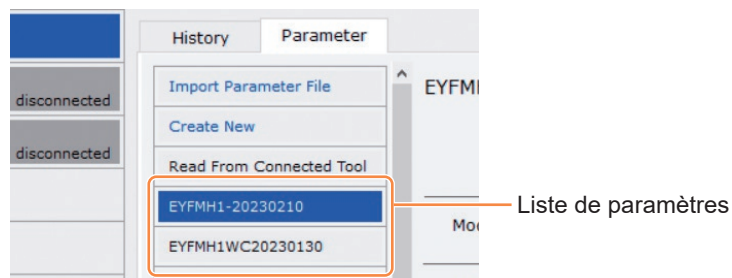 History
Parameter
Import Parameter File
EYFMH
disconnected
Create New
disconnected
Read From Connected Tool
EYFMH1-20230210
Liste de paramètres
EYFMH1WC20230130